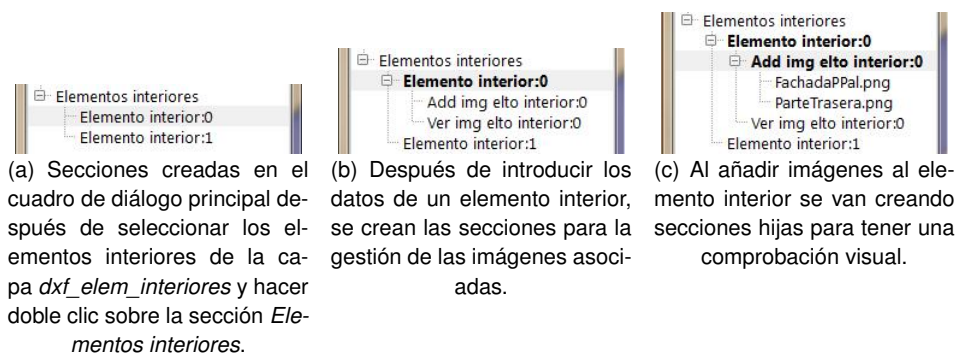 Elementos interiores
Elemento interior:0
Elemento interior:1
(a) Secciones creadas en el
cuadro de diálogo principal de-
spués de seleccionar los el-
ementos interiores de la ca-
pa dxf_elem_interiores y hacer
doble clic sobre la sección Ele-
mentos interiores.
Elementos interiores
Elemento interior:0
Add img elto interior:0
Ver img elto interior:0
Elemento interior:1
(b) Después de introducir los
datos de un elemento interior,
se crean las secciones para la
gestión de las imágenes asoci-
adas.
Elementos interiores
Elemento interior:0
Add img elto interior:0
FachadaPPal.png
ParteTrasera.png
Ver img elto interior:0
Elemento interior:1
(c) Al añadir imágenes al ele-
mento interior se van creando
secciones hijas para tener una
comprobación visual.